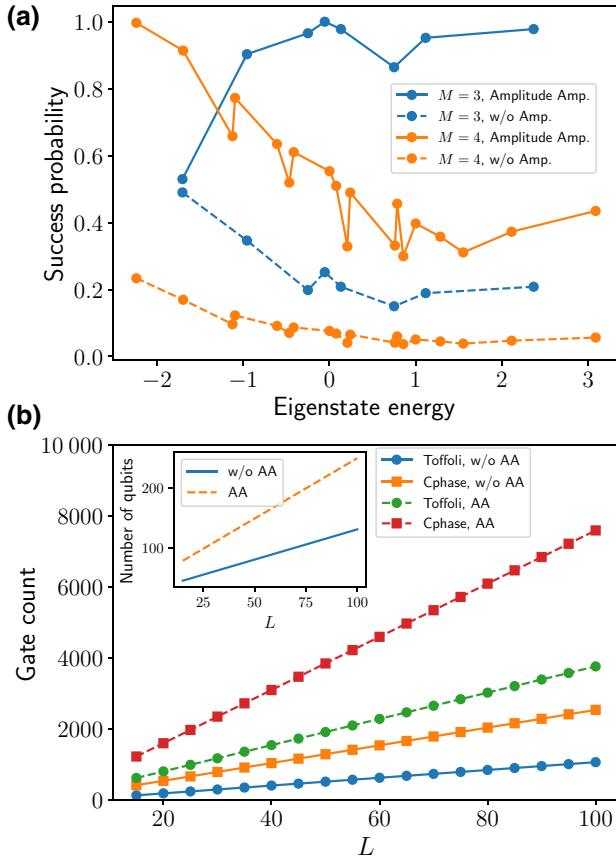 (a)
1.0
0.8
0.6
0.4
0.2
0.0
Success probability
M = 3, Amplitude Amp.
M = 3, w/o Amp.
M = 4, Amplitude Amp.
M = 4, w/o Amp.
−2 −1 0 1 2 3
Eigenstate energy
(b)
10 000
8000
6000
4000
2000
0
Gate count
w/o AA
AA
200
100
Number of qubits
25 50 75 100
L
Toffoli, w/o AA
Cphase, w/o AA
Toffoli, AA
Cphase, AA
20 40 60 80 100
L